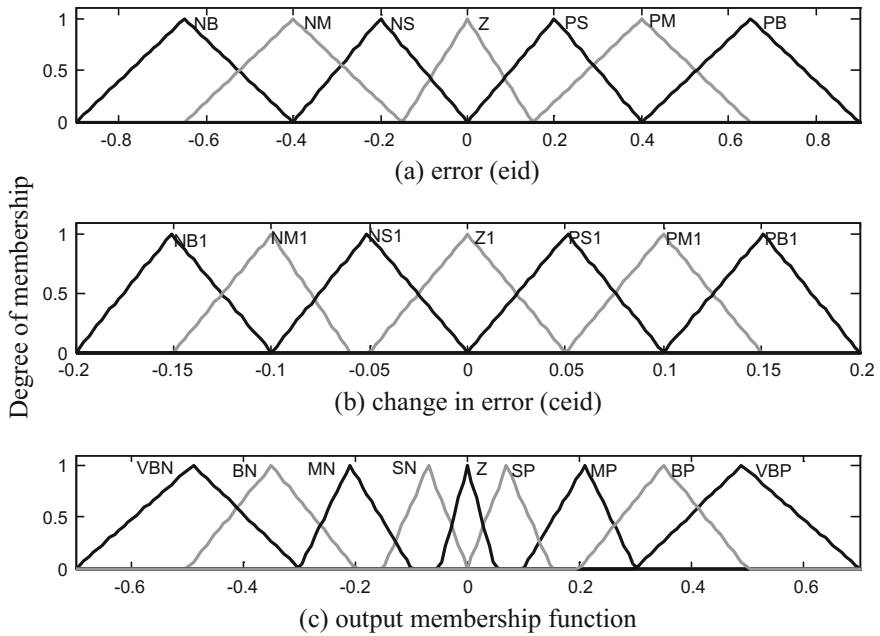 Degree of membership
1
0.5
0
NB NM NS Z PS PM PB
-0.8 -0.6 -0.4 -0.2 0 0.2 0.4 0.6 0.8
(a) error (eid)
1
0.5
0
NB1 NM1 NS1 Z1 PS1 PM1 PB1
-0.2 -0.15 -0.1 -0.05 0 0.05 0.1 0.15 0.2
(b) change in error (ceid)
1
0.5
0
VBN BN MN SN Z SP MP BP VBP
-0.6 -0.4 -0.2 0 0.2 0.4 0.6
(c) output membership function